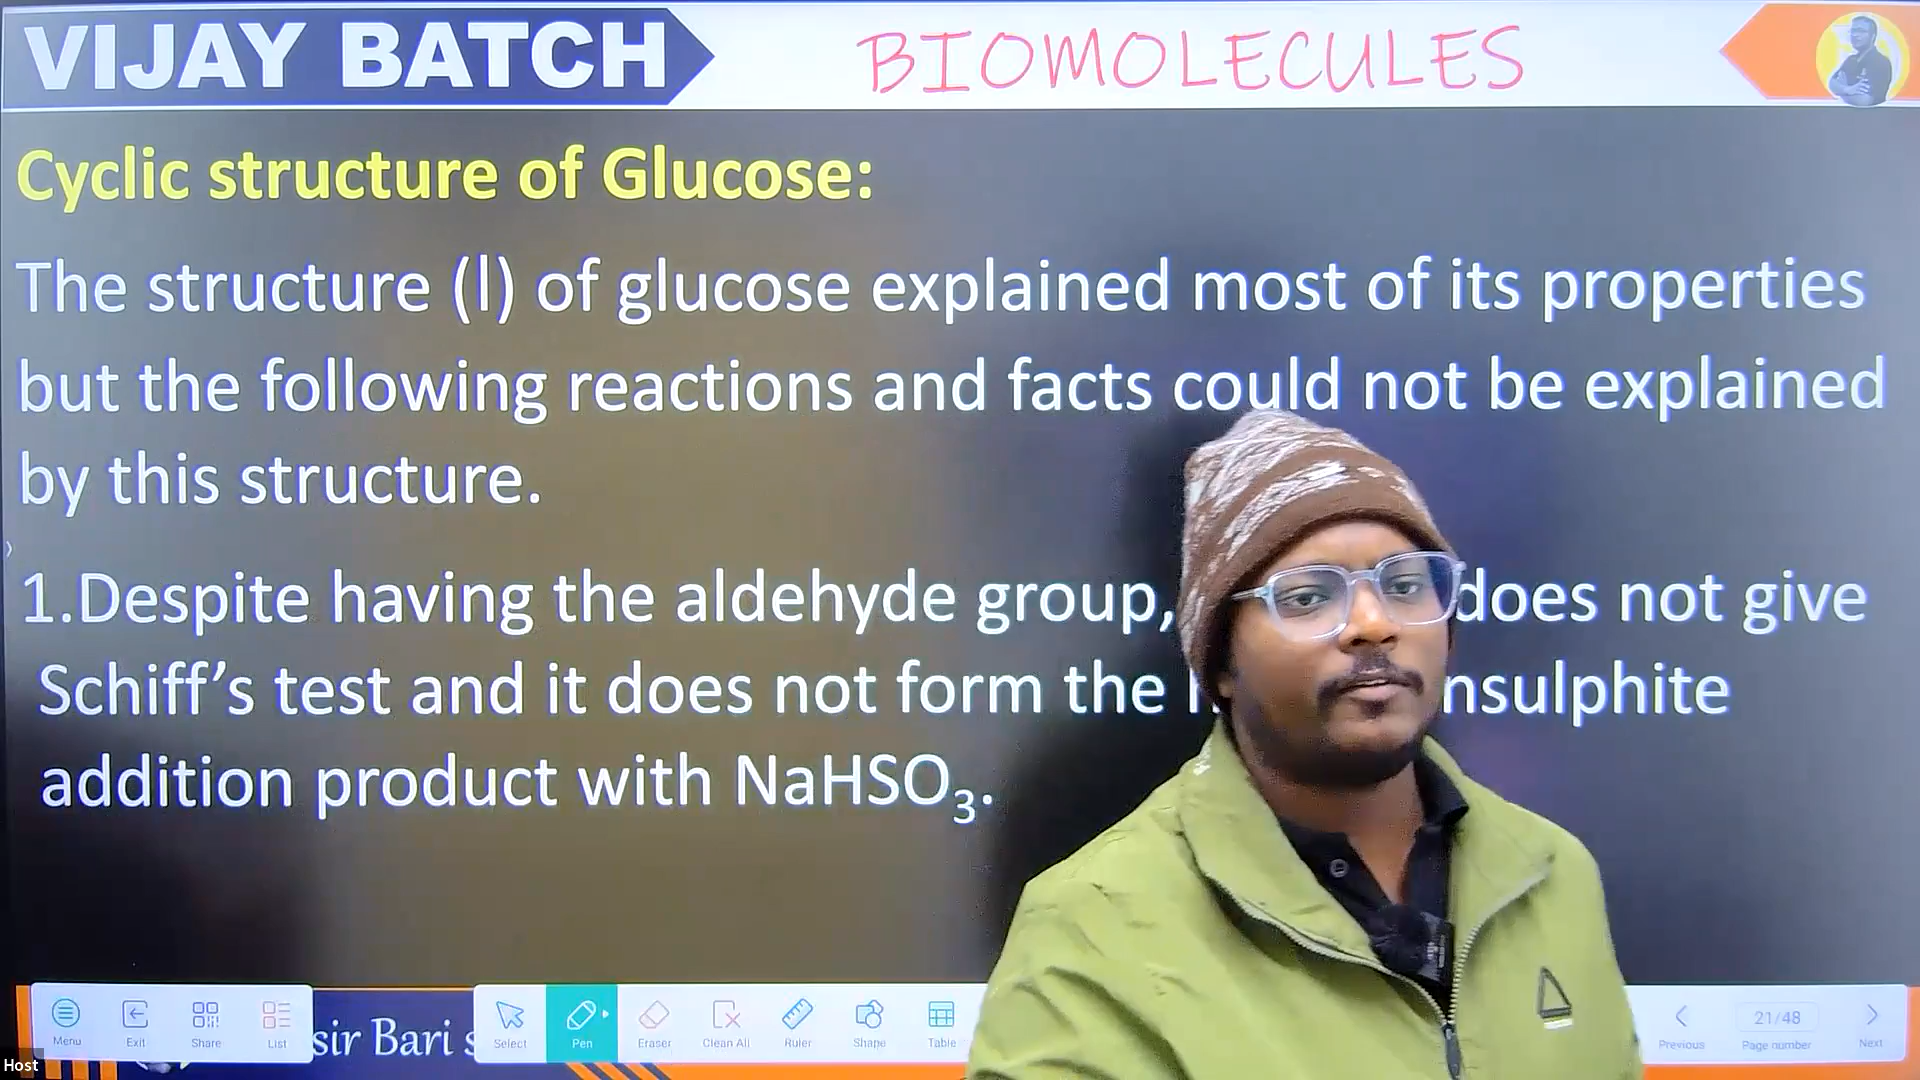 VIJAY BATCH
BIOMOLECULES
Cyclic structure of Glucose:
The structure (I) of glucose explained most of its properties
but the following reactions and facts could not be explained
by this structure.
1.Despite having the aldehyde group, does not give
Schiff’s test and it does not form the
addition product with NaHSO₃.
sir Bari
Menu Exit Share List Select Pen Eraser Clean All Ruler Shape Table Previous 21/48 Page number Next
Host